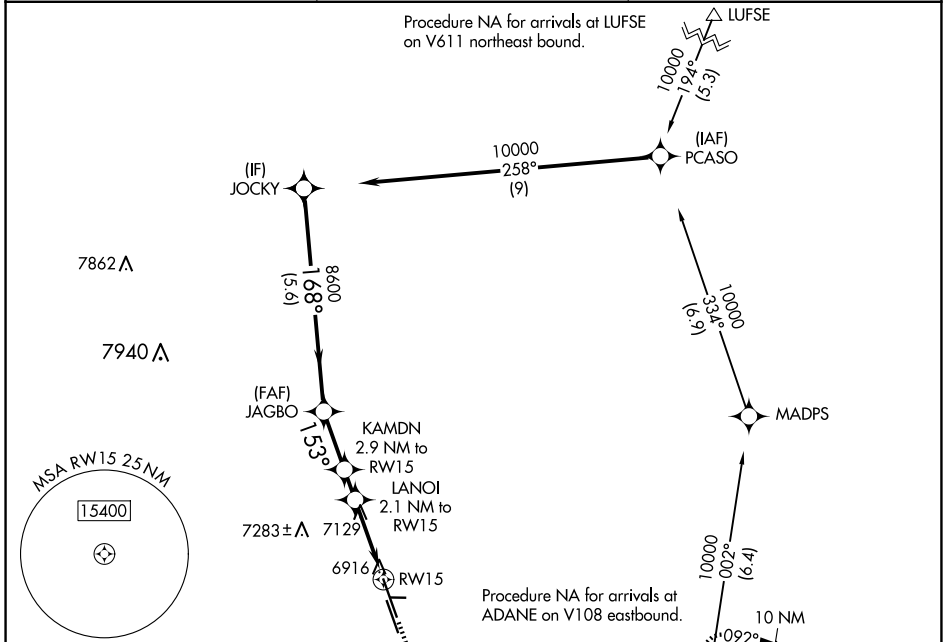 Procedure NA for arrivals at LUFSE
on V611 northeast bound.
LUFSE
10000
194°
(5.3)
(IAF)
PCASO
10000
258°
(9)
(IF)
JOCKY
7862
8600
168°
(5.6)
10000
334°
(6.9)
7940
(FAF)
JAGBO
MADPS
153°
KAMDN
2.9 NM to
RW15
LANOI
2.1 NM to
RW15
MSA RW15 25 NM
15400
7283±
7129
6916
RW15
10000
002°
(6.4)
Procedure NA for arrivals at
ADANE on V108 eastbound.
10 NM
092°